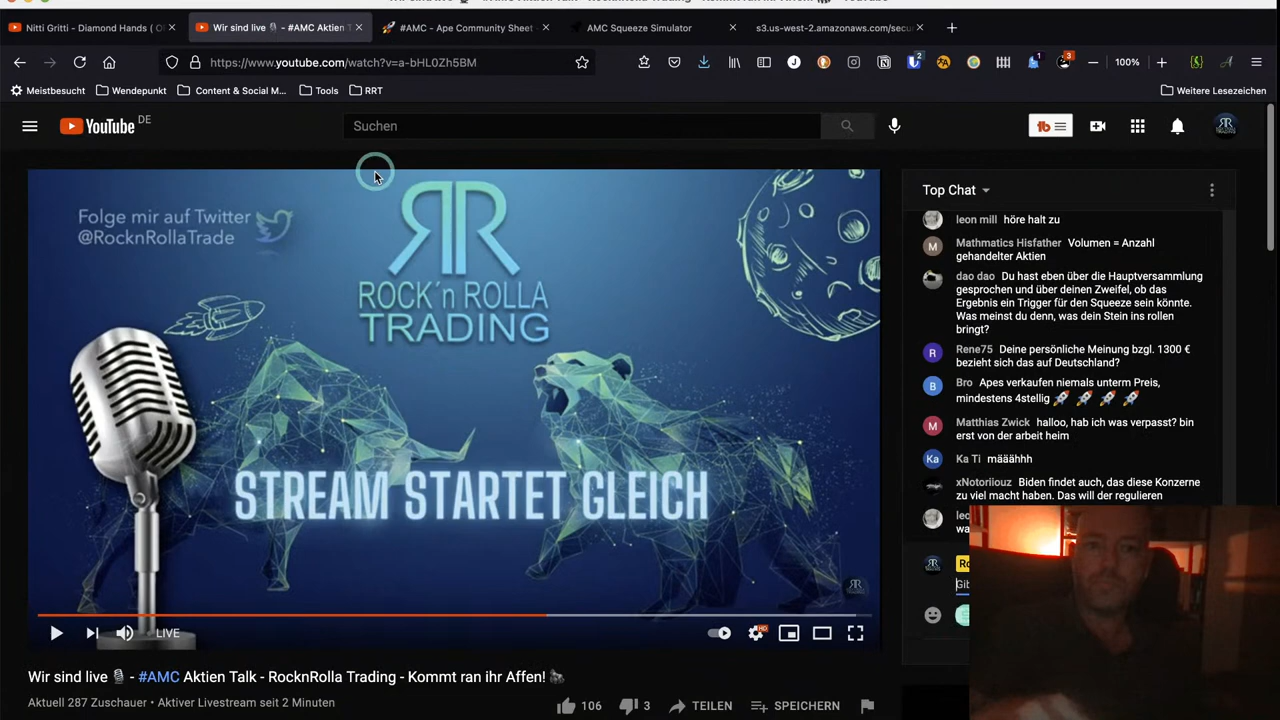 Nitti Gritti - Diamond Hands (
Wir sind live 🎙 - #AMC Aktien T
#AMC - Ape Community Sheet
AMC Squeeze Simulator
s3.us-west-2.amazonaws.com/secu
https://www.youtube.com/watch?v=a-bHL0Zh5BM
100%
Meistbesucht
Wendepunkt
Content & Social M...
Tools
RRT
Weitere Lesezeichen
YouTube DE
Suchen
Folge mir auf Twitter
@RocknRollaTrade
RR
ROCK´n ROLLA
TRADING
STREAM STARTET GLEICH
LIVE
Top Chat
leon mill höre halt zu
Mathmatics Hisfather Volumen = Anzahl
gehandelter Aktien
dao dao Du hast eben über die Hauptversammlung
gesprochen und über deinen Zweifel, ob das
Ergebnis ein Trigger für den Squeeze sein könnte.
Was meinst du denn, was dein Stein ins rollen
bringt?
Rene75 Deine persönliche Meinung bzgl. 1300 €
bezieht sich das auf Deutschland?
Bro Apes verkaufen niemals unterm Preis,
mindestens 4stellig 🚀 🚀 🚀 🚀
Matthias Zwick halloo, hab ich was verpasst? bin
erst von der arbeit heim
Ka Ti määähhh
xNotoriiouz Biden findet auch, das diese Konzerne
zu viel macht haben. Das will der regulieren
Wir sind live 🎙 - #AMC Aktien Talk - RocknRolla Trading - Kommt ran ihr Affen! 🦍
Aktuell 287 Zuschauer • Aktiver Livestream seit 2 Minuten
106
3
TEILEN
SPEICHERN